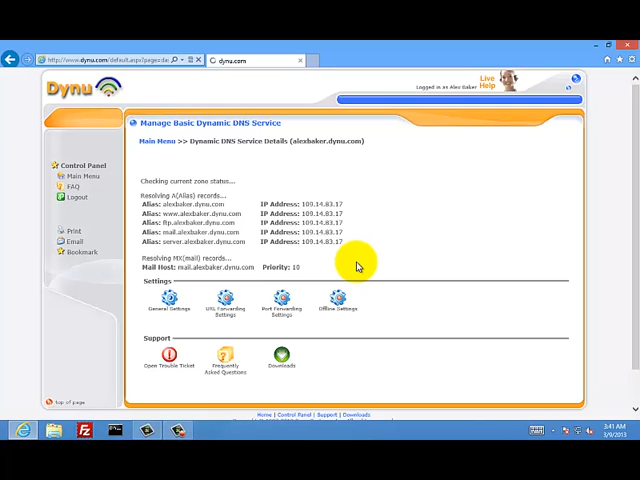 http://www.dynu.com/default.aspx?page=da
dynu.com
Dynu
Logged in as Alex Baker
Live
Help
Manage Basic Dynamic DNS Service
Main Menu >> Dynamic DNS Service Details (alexbaker.dynu.com)
Control Panel
Main Menu
FAQ
Logout
Print
Email
Bookmark
Checking current zone status...
Resolving A(Alias) records...
Alias: alexbaker.dynu.com IP Address: 109.14.83.17
Alias: www.alexbaker.dynu.com IP Address: 109.14.83.17
Alias: ftp.alexbaker.dynu.com IP Address: 109.14.83.17
Alias: mail.alexbaker.dynu.com IP Address: 109.14.83.17
Alias: server.alexbaker.dynu.com IP Address: 109.14.83.17
Resolving MX(mail) records...
Mail Host: mail.alexbaker.dynu.com Priority: 10
Settings
General Settings
URL Forwarding
Settings
Port Forwarding
Settings
Offline Settings
Support
Open Trouble Ticket
Frequently
Asked Questions
Downloads
top of page
Home | Control Panel | Support | Downloads
3:41 AM
3/9/2013